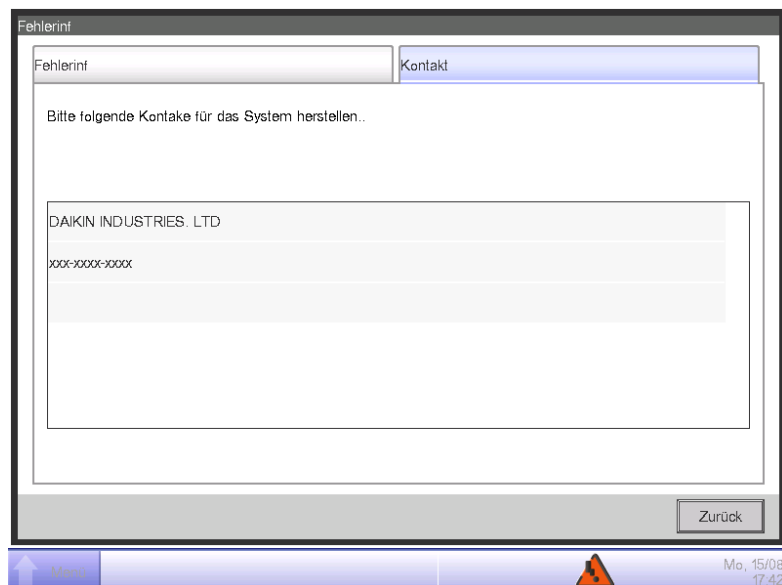 Fehlerinf
Fehlerinf
Kontakt
Bitte folgende Kontake für das System herstellen..
DAIKIN INDUSTRIES. LTD
xxx-xxxx-xxxx
Zurück
Menü
Mo, 15/06
17:42